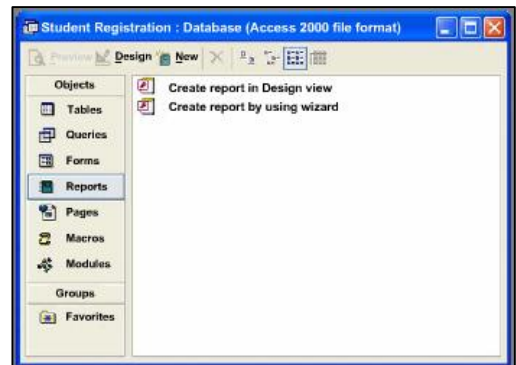 Student Registration : Database (Access 2000 file format)
Preview Design New
Objects
Tables
Queries
Forms
Reports
Pages
Macros
Modules
Groups
Favorites
Create report in Design view
Create report by using wizard